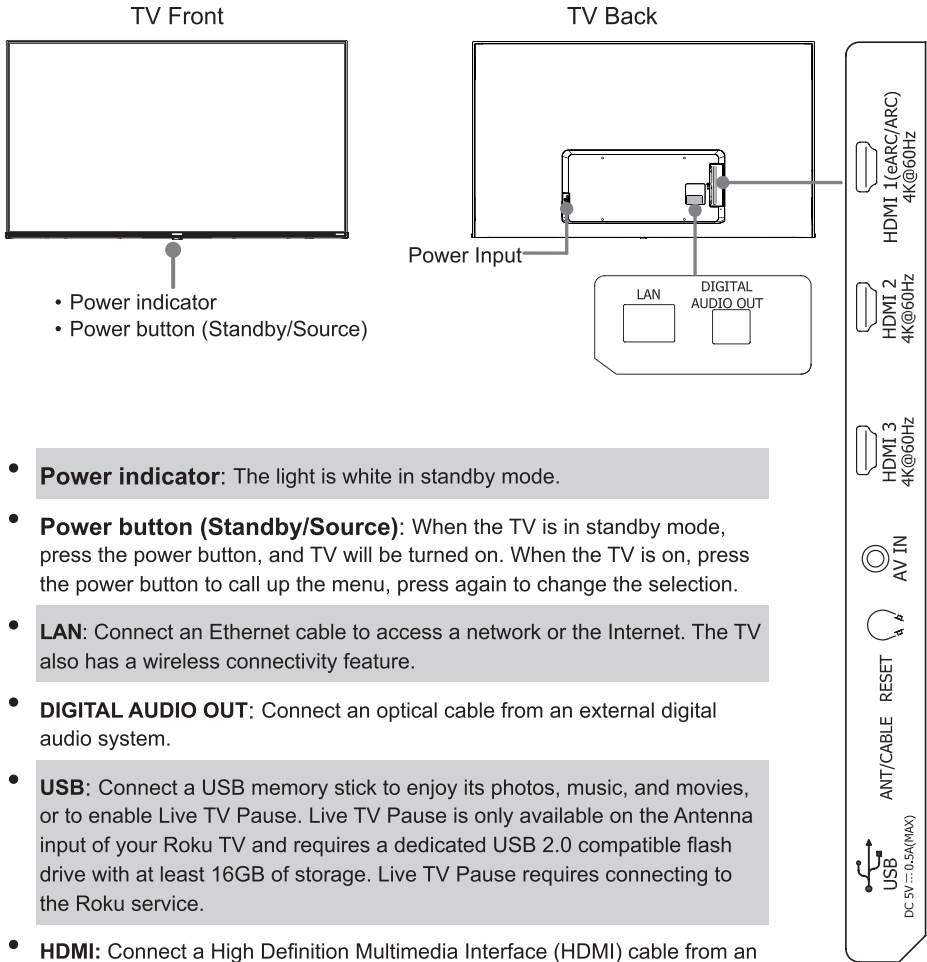 TV Front
TV Back
Power Input
• Power indicator
• Power button (Standby/Source)
LAN
DIGITAL
AUDIO OUT
HDMI 1(eARC/ARC)
4K@60Hz
HDMI 2
4K@60Hz
HDMI 3
4K@60Hz
AV IN
RESET
ANT/CABLE
USB
DC 5V⎓0.5A(MAX)
• Power indicator: The light is white in standby mode.
• Power button (Standby/Source): When the TV is in standby mode,
press the power button, and TV will be turned on. When the TV is on, press
the power button to call up the menu, press again to change the selection.
• LAN: Connect an Ethernet cable to access a network or the Internet. The TV
also has a wireless connectivity feature.
• DIGITAL AUDIO OUT: Connect an optical cable from an external digital
audio system.
• USB: Connect a USB memory stick to enjoy its photos, music, and movies,
or to enable Live TV Pause. Live TV Pause is only available on the Antenna
input of your Roku TV and requires a dedicated USB 2.0 compatible flash
drive with at least 16GB of storage. Live TV Pause requires connecting to
the Roku service.
• HDMI: Connect a High Definition Multimedia Interface (HDMI) cable from an